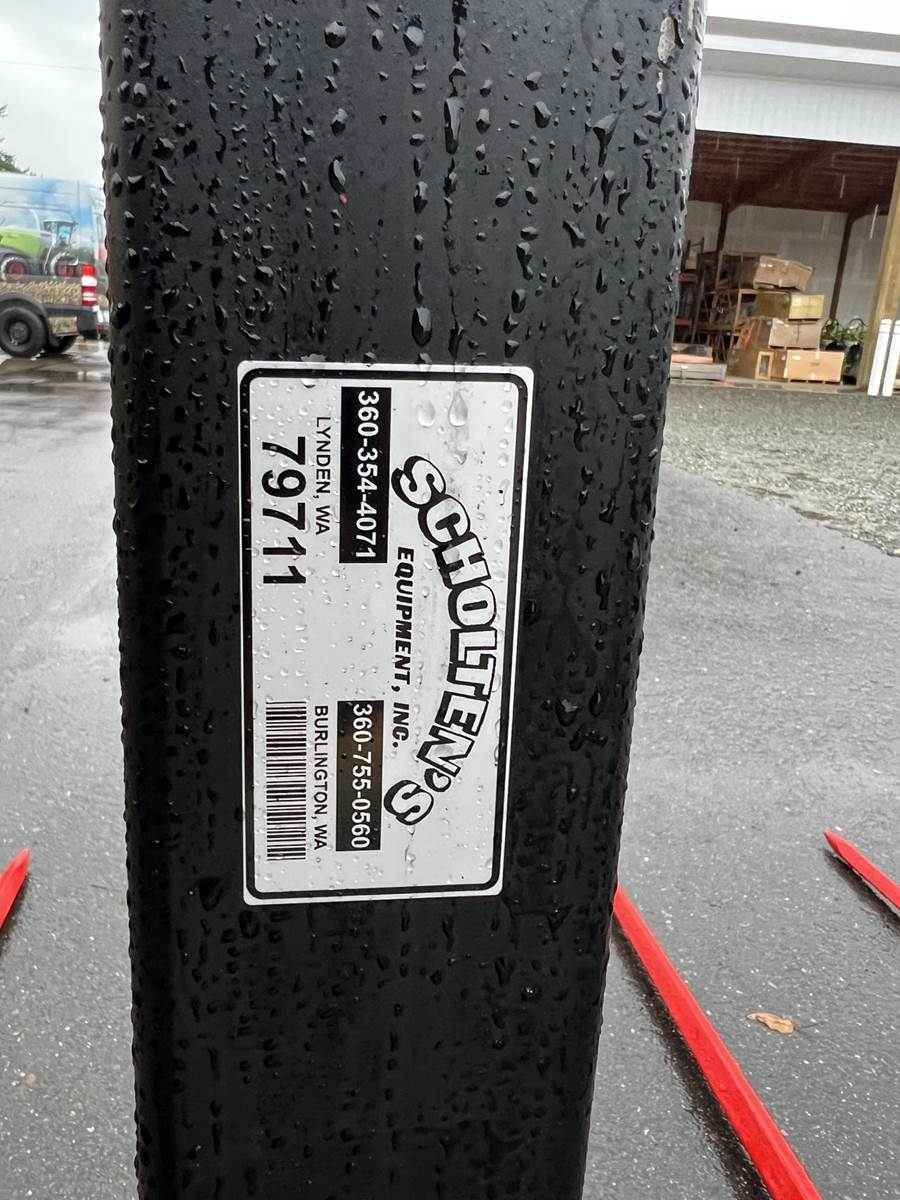 SCHOLTEN'S
EQUIPMENT, INC.
360-354-4071
LYNDEN, WA
79711
360-755-0560
BURLINGTON, WA